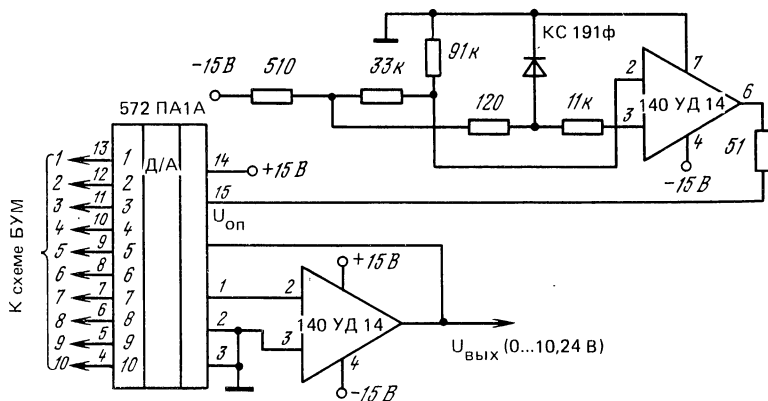 КС 191ф
91к
7
-15 В
510
33к
2
120
11к
3
140 УД 14
6
4
-15 В
51
572 ПА1А
К схеме БУМ
Д/А
1 13 1
2 12 2
3 11 3
4 10 4
5 9 5
6 8 6
7 7 7
8 6 8
9 5 9
10 4 10
14
+15 В
15
Uоп
+15 В
1
2
2
3
3
140 УД 14
4
-15 В
Uвых (0...10,24 В)